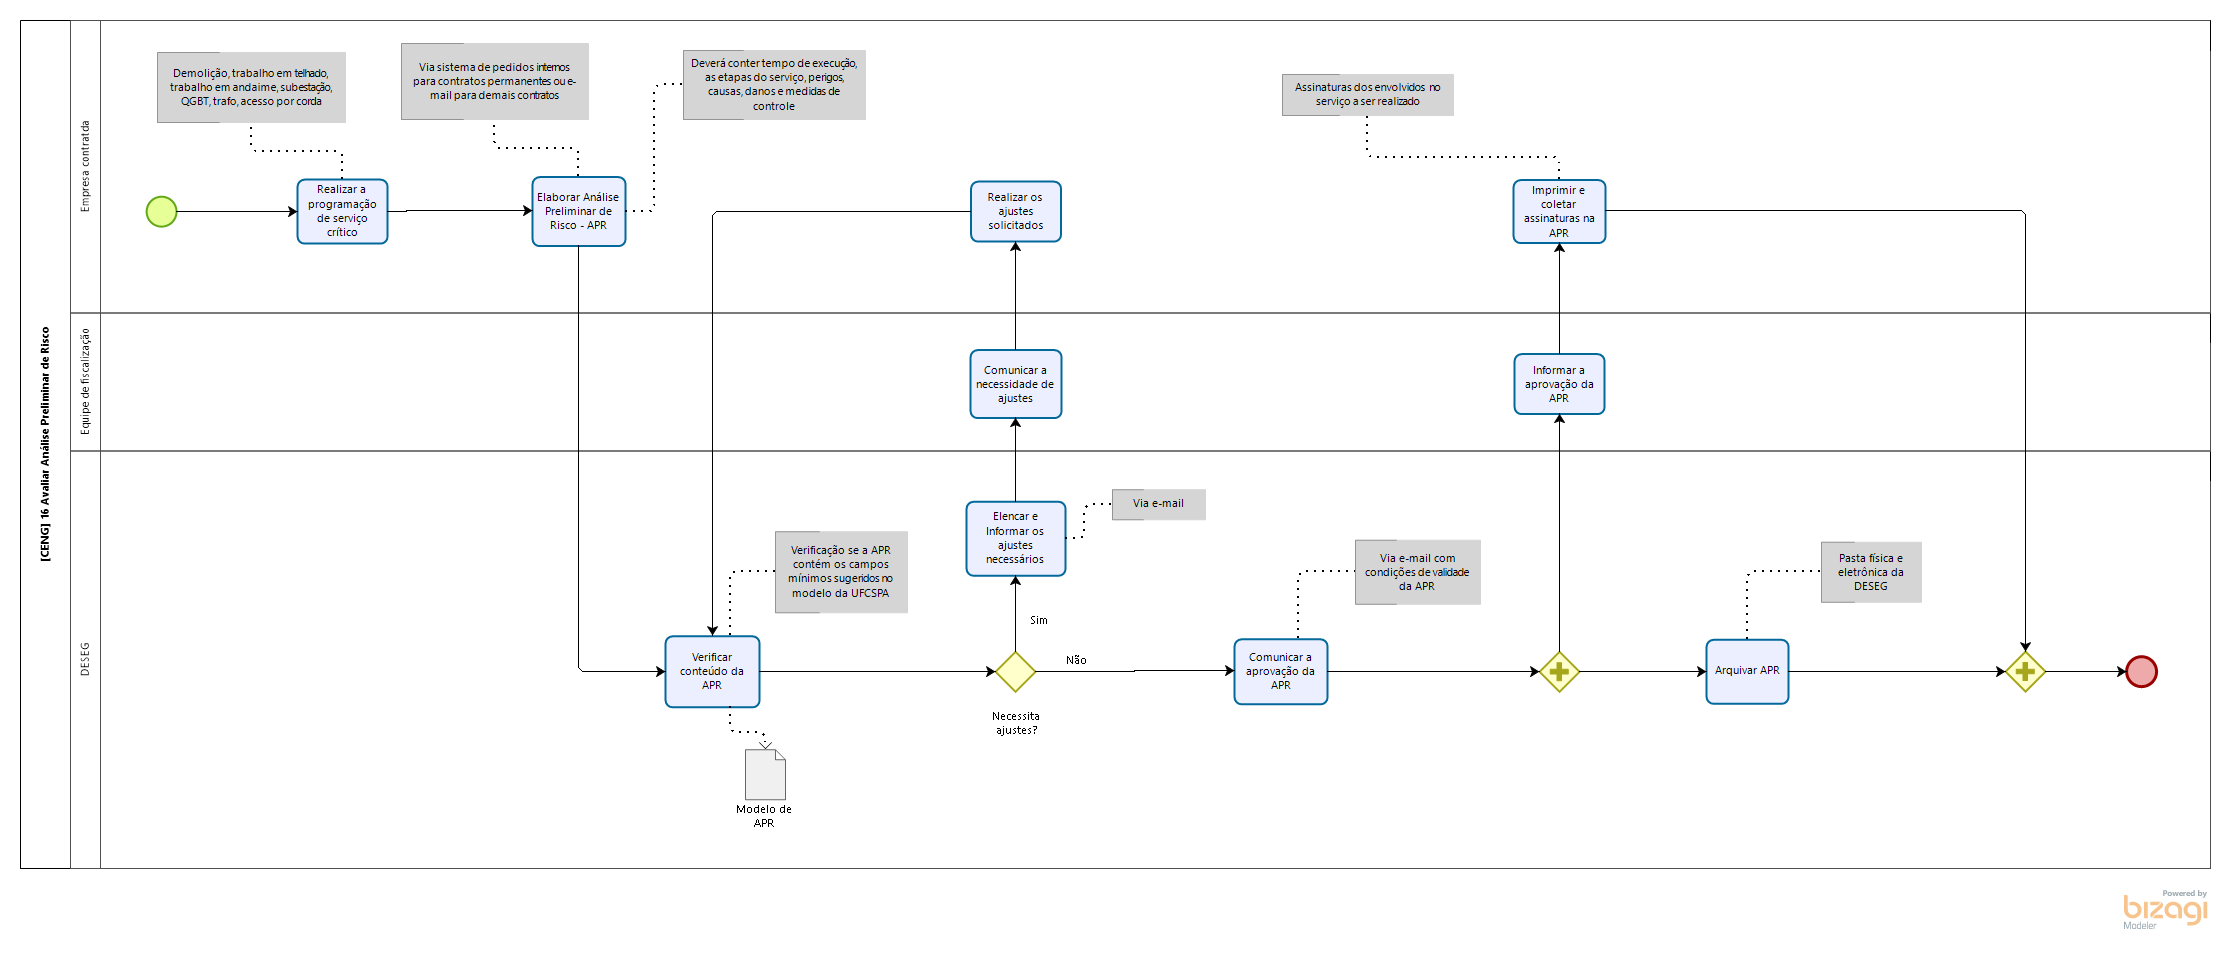 [CENG] 16 Avaliar Análise Preliminar de Risco
Empresa contratda
Demolição, trabalho em telhado,
trabalho em andaime, subestação,
QGBT, trafo, acesso por corda
Via sistema de pedidos internos
para contratos permanentes ou e-
mail para demais contratos
Deverá conter tempo de execução,
as etapas do serviço, perigos,
causas, danos e medidas de
controle
Assinaturas dos envolvidos no
serviço a ser realizado
Realizar a
programação
de serviço
crítico
Elaborar Análise
Preliminar de
Risco - APR
Realizar os
ajustes
solicitados
Imprimir e
coletar
assinaturas na
APR
Equipe de fiscalização
Comunicar a
necessidade de
ajustes
Informar a
aprovação da
APR
DESEG
Elencar e
Informar os
ajustes
necessários
Via e-mail
Verificação se a APR
contém os campos
mínimos sugeridos no
modelo da UFCSPA
Via e-mail com
condições de validade
da APR
Pasta física e
eletrônica da
DESEG
Sim
Não
Verificar
conteúdo da
APR
Necessita
ajustes?
Comunicar a
aprovação da
APR
Arquivar APR
Modelo de
APR
Powered by
bizagi
Modeler